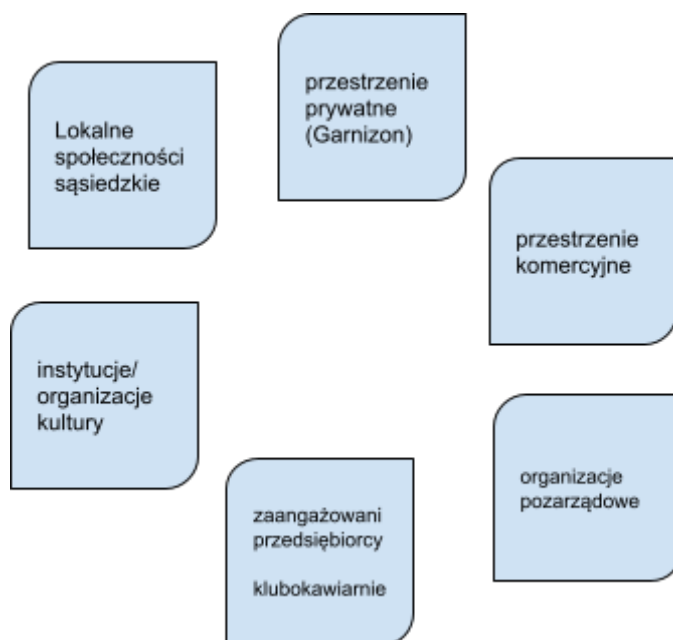 Lokalne
społeczności
sąsiedzkie
przestrzenie
prywatne
(Garnizon)
przestrzenie
komercyjne
instytucje/
organizacje
kultury
organizacje
pozarządowe
zaangażowani
przedsiębiorcy
klubokawiarnie